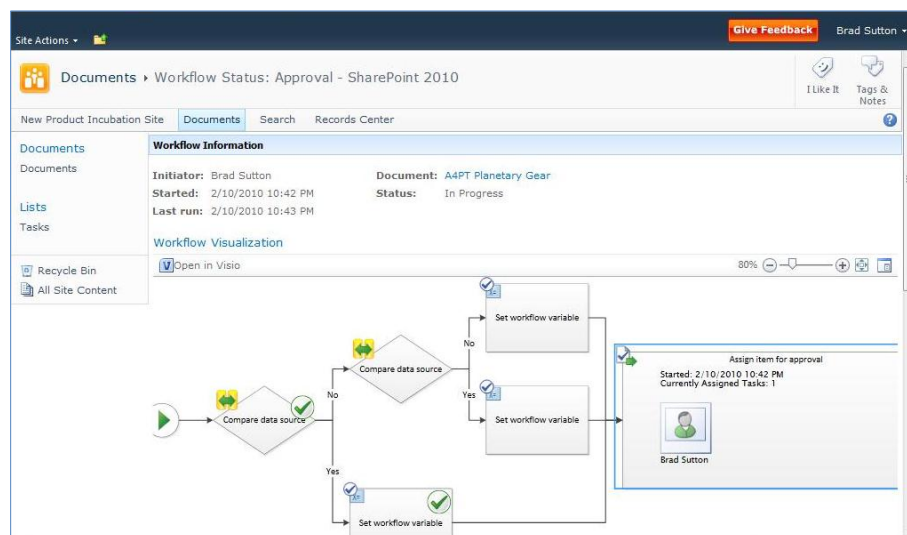 Give Feedback
Brad Sutton
Site Actions
Documents ▸ Workflow Status: Approval - SharePoint 2010
I Like It
Tags &
Notes
New Product Incubation Site
Documents
Search
Records Center
Documents
Documents
Lists
Tasks
Recycle Bin
All Site Content
Workflow Information
Initiator: Brad Sutton
Document: A4PT Planetary Gear
Started: 2/10/2010 10:42 PM
Status: In Progress
Last run: 2/10/2010 10:43 PM
Workflow Visualization
Open in Visio
80%
Set workflow variable
No
Compare data source
Yes
Set workflow variable
No
Compare data source
Yes
Set workflow variable
Assign item for approval
Started: 2/10/2010 10:42 PM
Currently Assigned Tasks: 1
Brad Sutton